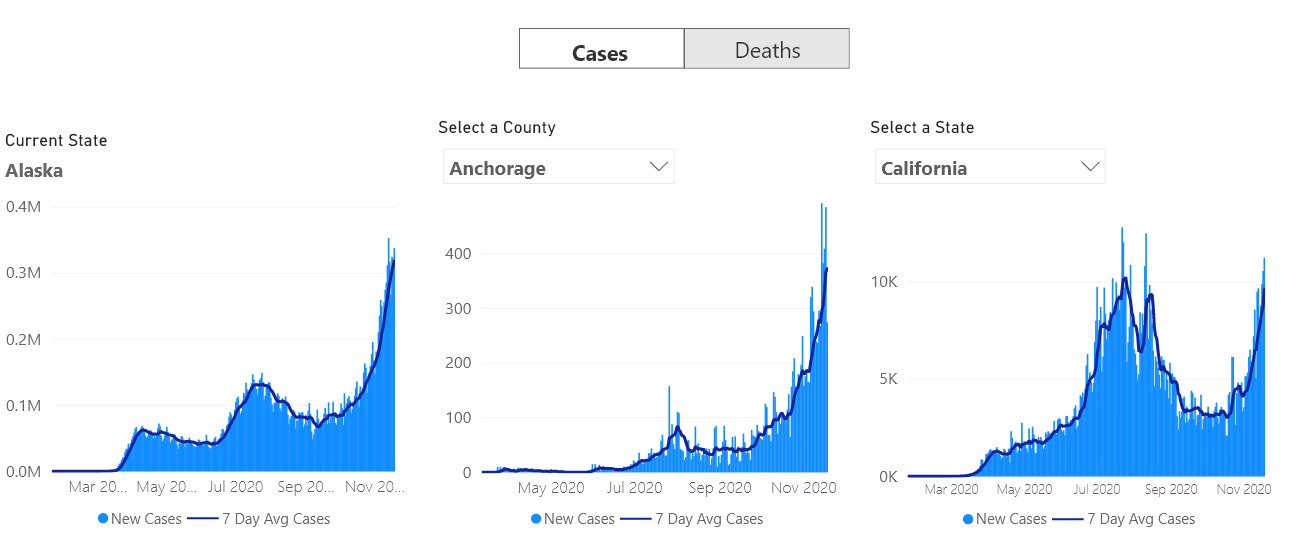 Cases
Deaths
Current State
Alaska
0.4M
0.3M
0.2M
0.1M
0.0M
Mar 20... May 20... Jul 2020 Sep 20... Nov 20...
New Cases 7 Day Avg Cases
Select a County
Anchorage
400
300
200
100
0
May 2020 Jul 2020 Sep 2020 Nov 2020
New Cases 7 Day Avg Cases
Select a State
California
10K
5K
0K
Mar 2020 May 2020 Jul 2020 Sep 2020 Nov 2020
New Cases 7 Day Avg Cases